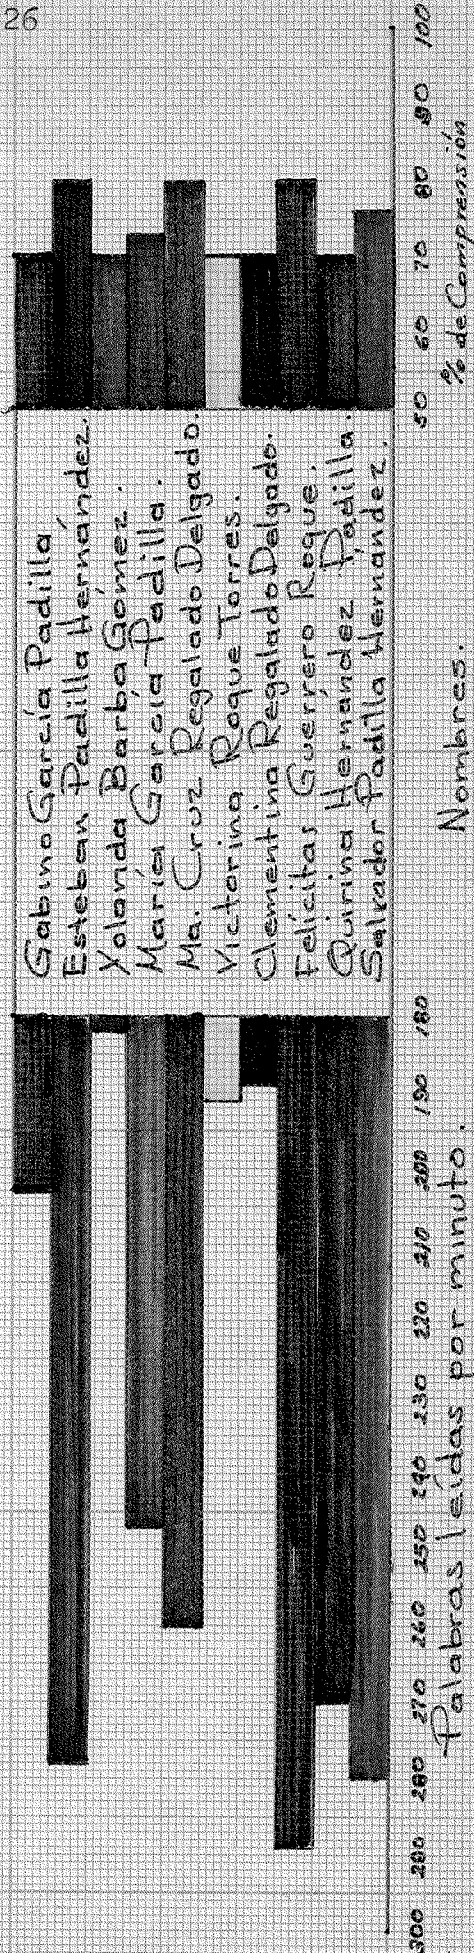 26
Gabino García Padilla
Esteban Padilla Hernández.
Yolanda Barba Gómez.
María García Padilla.
Ma. Cruz Regalado Delgado.
Victorina Roque Torres.
Clementina Regalado Delgado.
Felícitas Guerrero Roque.
Quirina Hernández Padilla.
Salvador Padilla Hernández.
300 290 280 270 260 250 240 230 220 210 200 190 180
50 60 70 80 90 100
Palabras leídas por minuto.
Nombres.
% de Comprensión